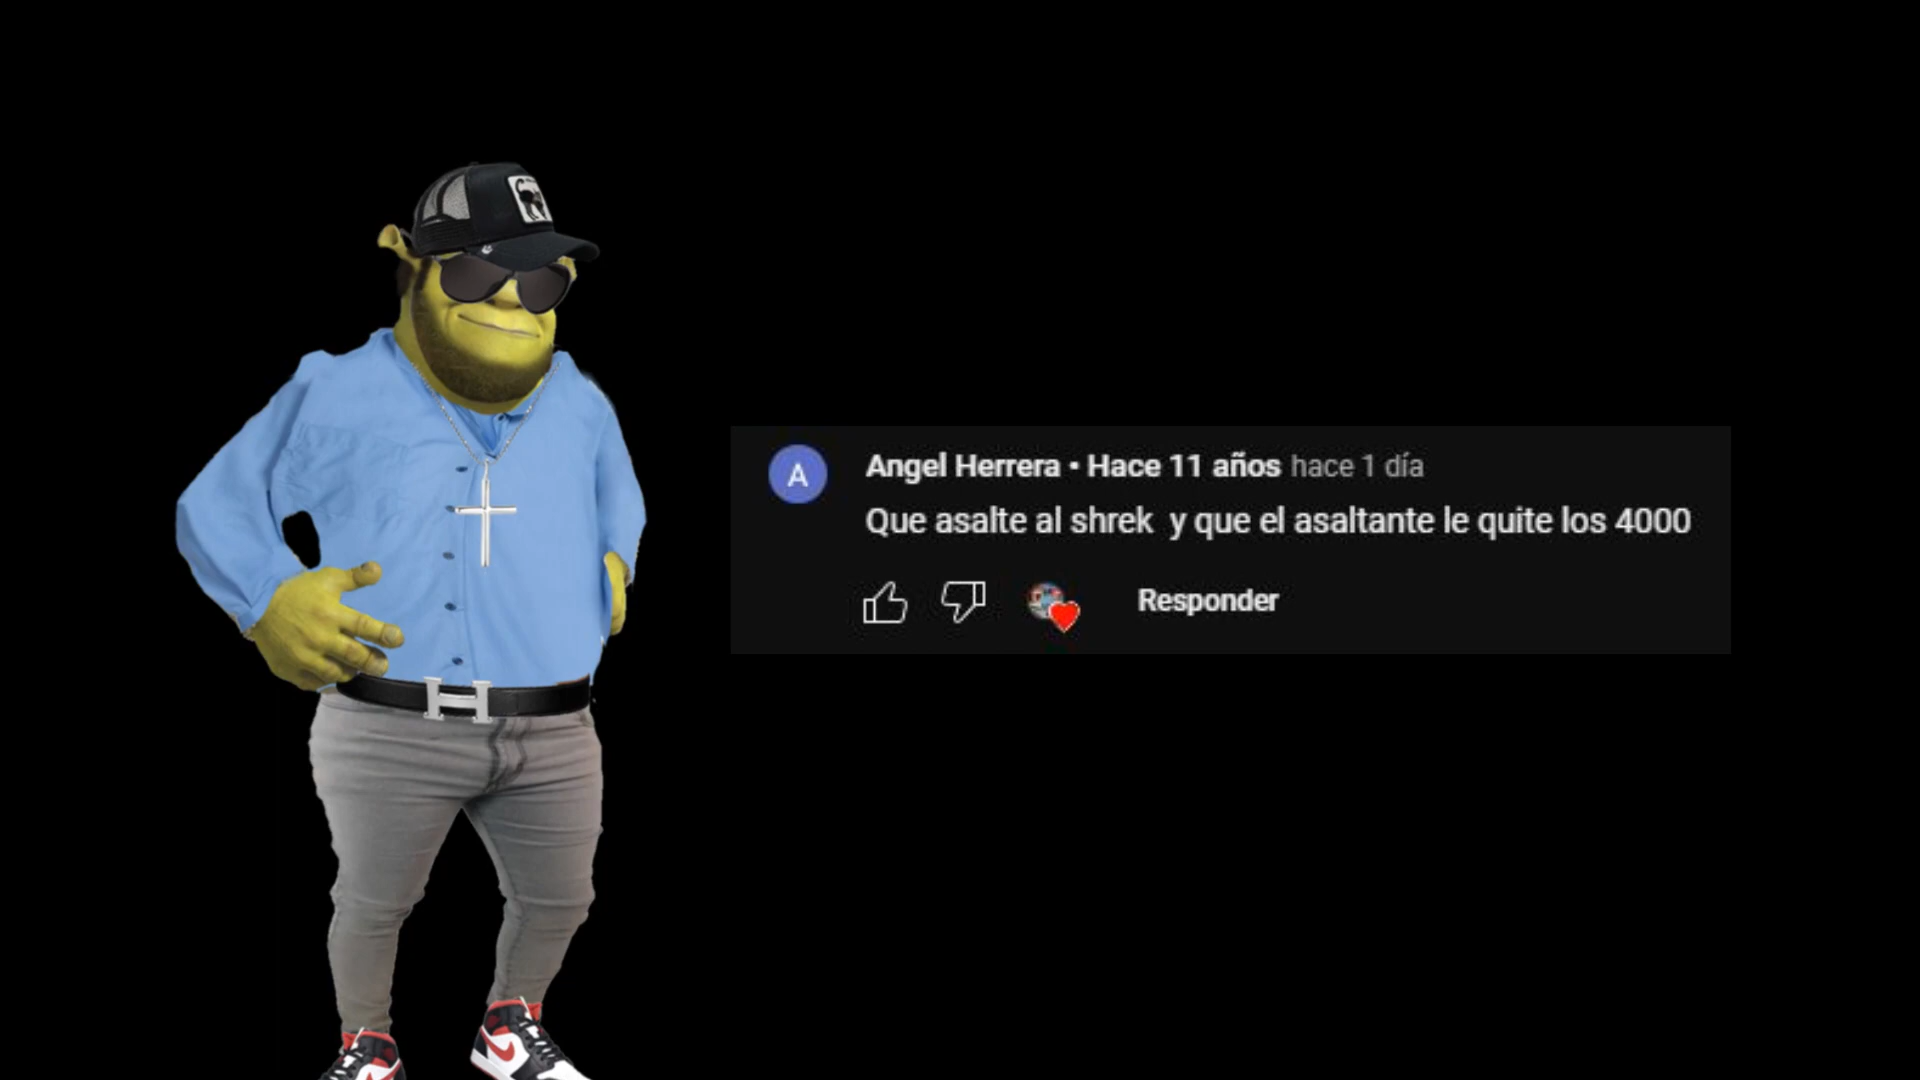 A
Angel Herrera • Hace 11 años hace 1 día
Que asalte al shrek  y que el asaltante le quite los 4000
Responder
H